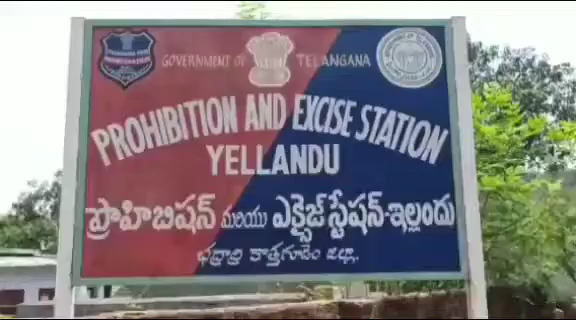 GOVERNMENT OF TELANGANA
PROHIBITION AND EXCISE STATION
YELLANDU
ప్రొహిబిషన్ మరియు ఎక్సైజ్ స్టేషన్-ఇల్లందు
భద్రాద్రి కొత్తగూడెం జిల్లా.